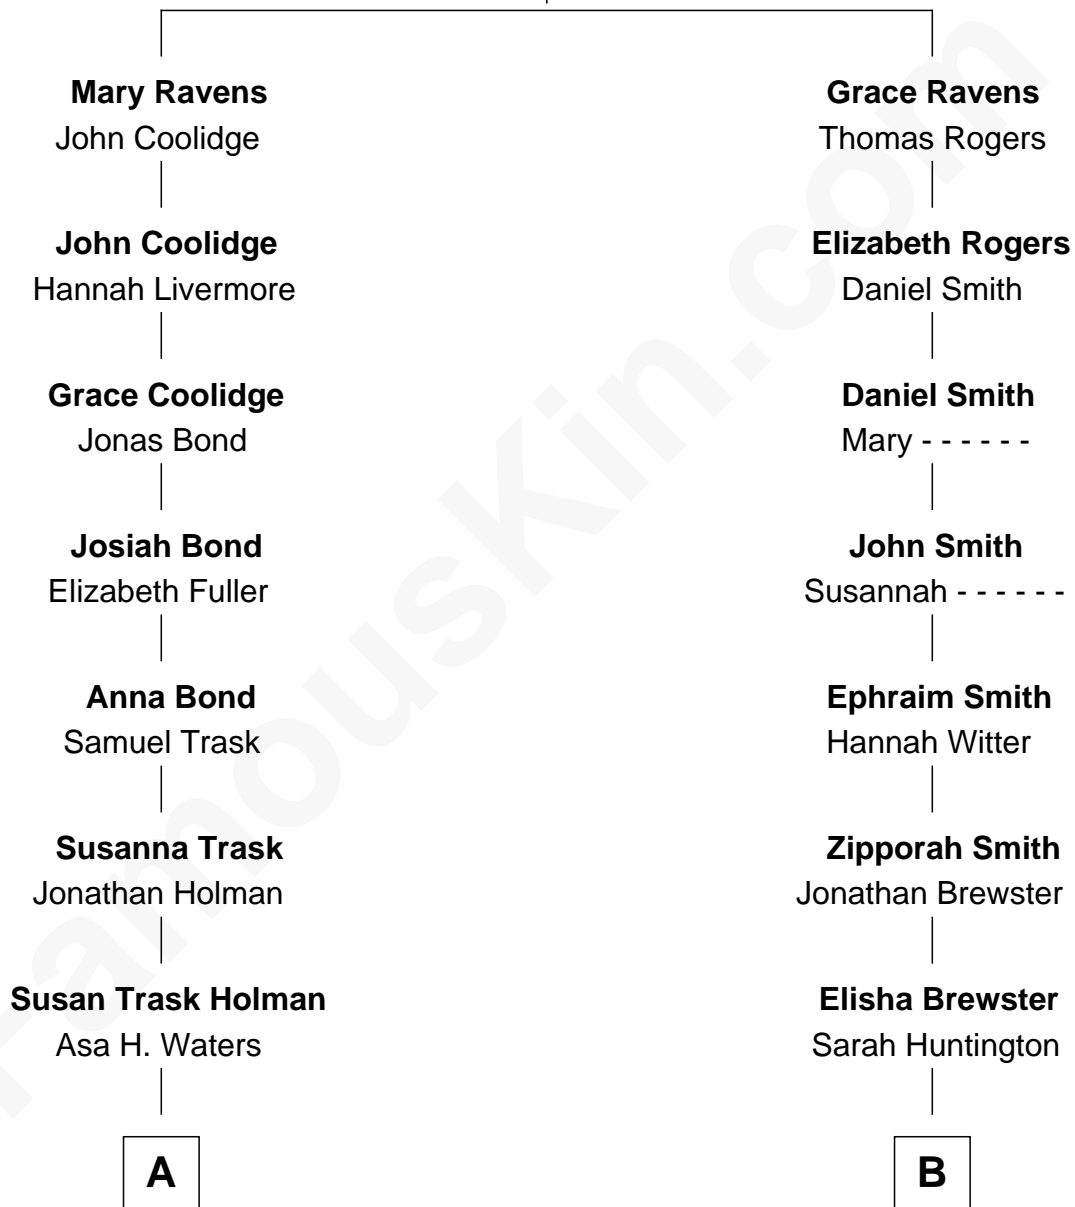 Mary Ravens
John Coolidge
John Coolidge
Hannah Livermore
Grace Coolidge
Jonas Bond
Josiah Bond
Elizabeth Fuller
Anna Bond
Samuel Trask
Susanna Trask
Jonathan Holman
Susan Trask Holman
Asa H. Waters
A
Grace Ravens
Thomas Rogers
Elizabeth Rogers
Daniel Smith
Daniel Smith
Mary - - - - - -
John Smith
Susannah - - - - - -
Ephraim Smith
Hannah Witter
Zipporah Smith
Jonathan Brewster
Elisha Brewster
Sarah Huntington
B
FamousKin.com